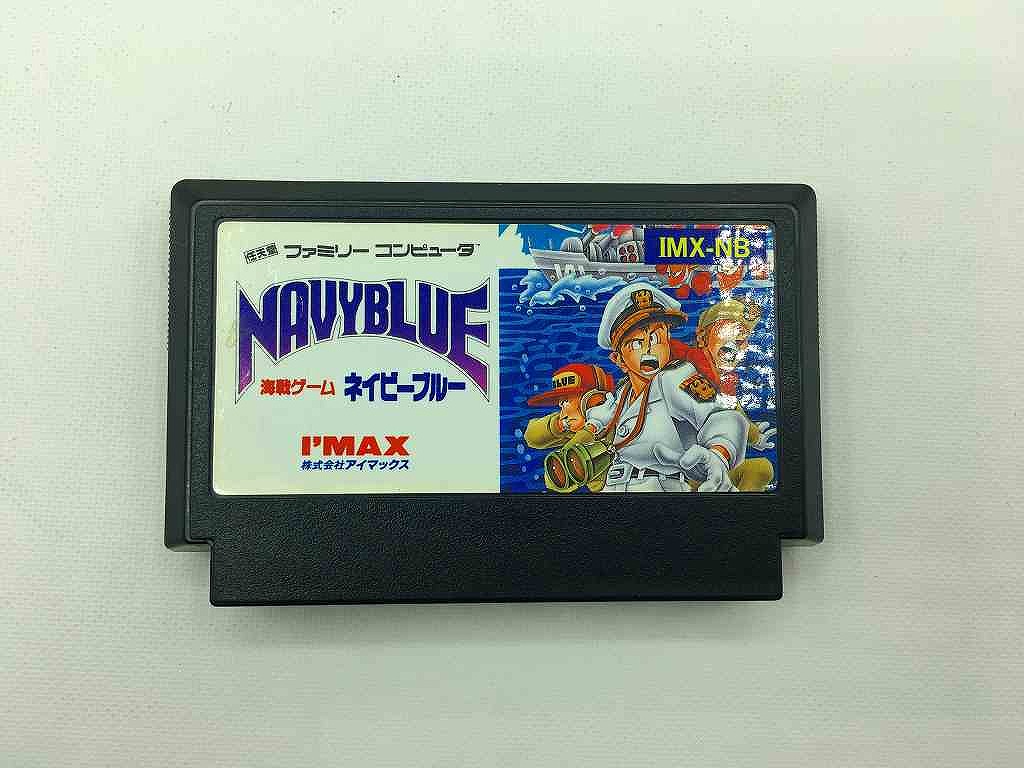 任天堂 ファミリー コンピュータ™
NAVYBLUE
海戦ゲーム ネイビーブルー
I'MAX
株式会社アイマックス
IMX-NB
BLUE